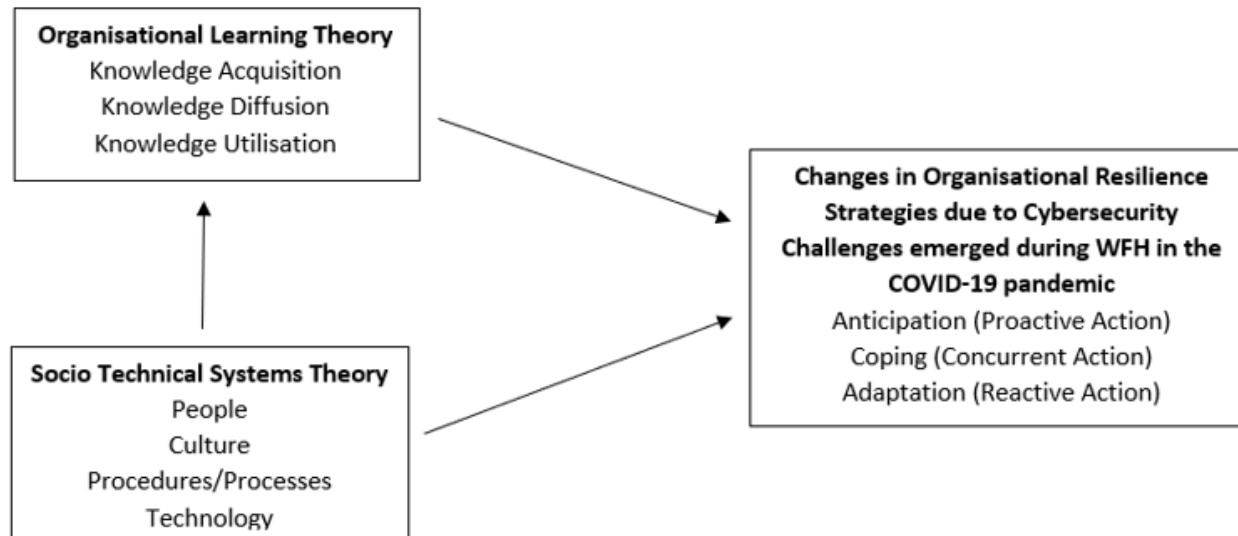 Organisational Learning Theory
Knowledge Acquisition
Knowledge Diffusion
Knowledge Utilisation
Changes in Organisational Resilience
Strategies due to Cybersecurity
Challenges emerged during WFH in the
COVID-19 pandemic
Anticipation (Proactive Action)
Coping (Concurrent Action)
Adaptation (Reactive Action)
Socio Technical Systems Theory
People
Culture
Procedures/Processes
Technology